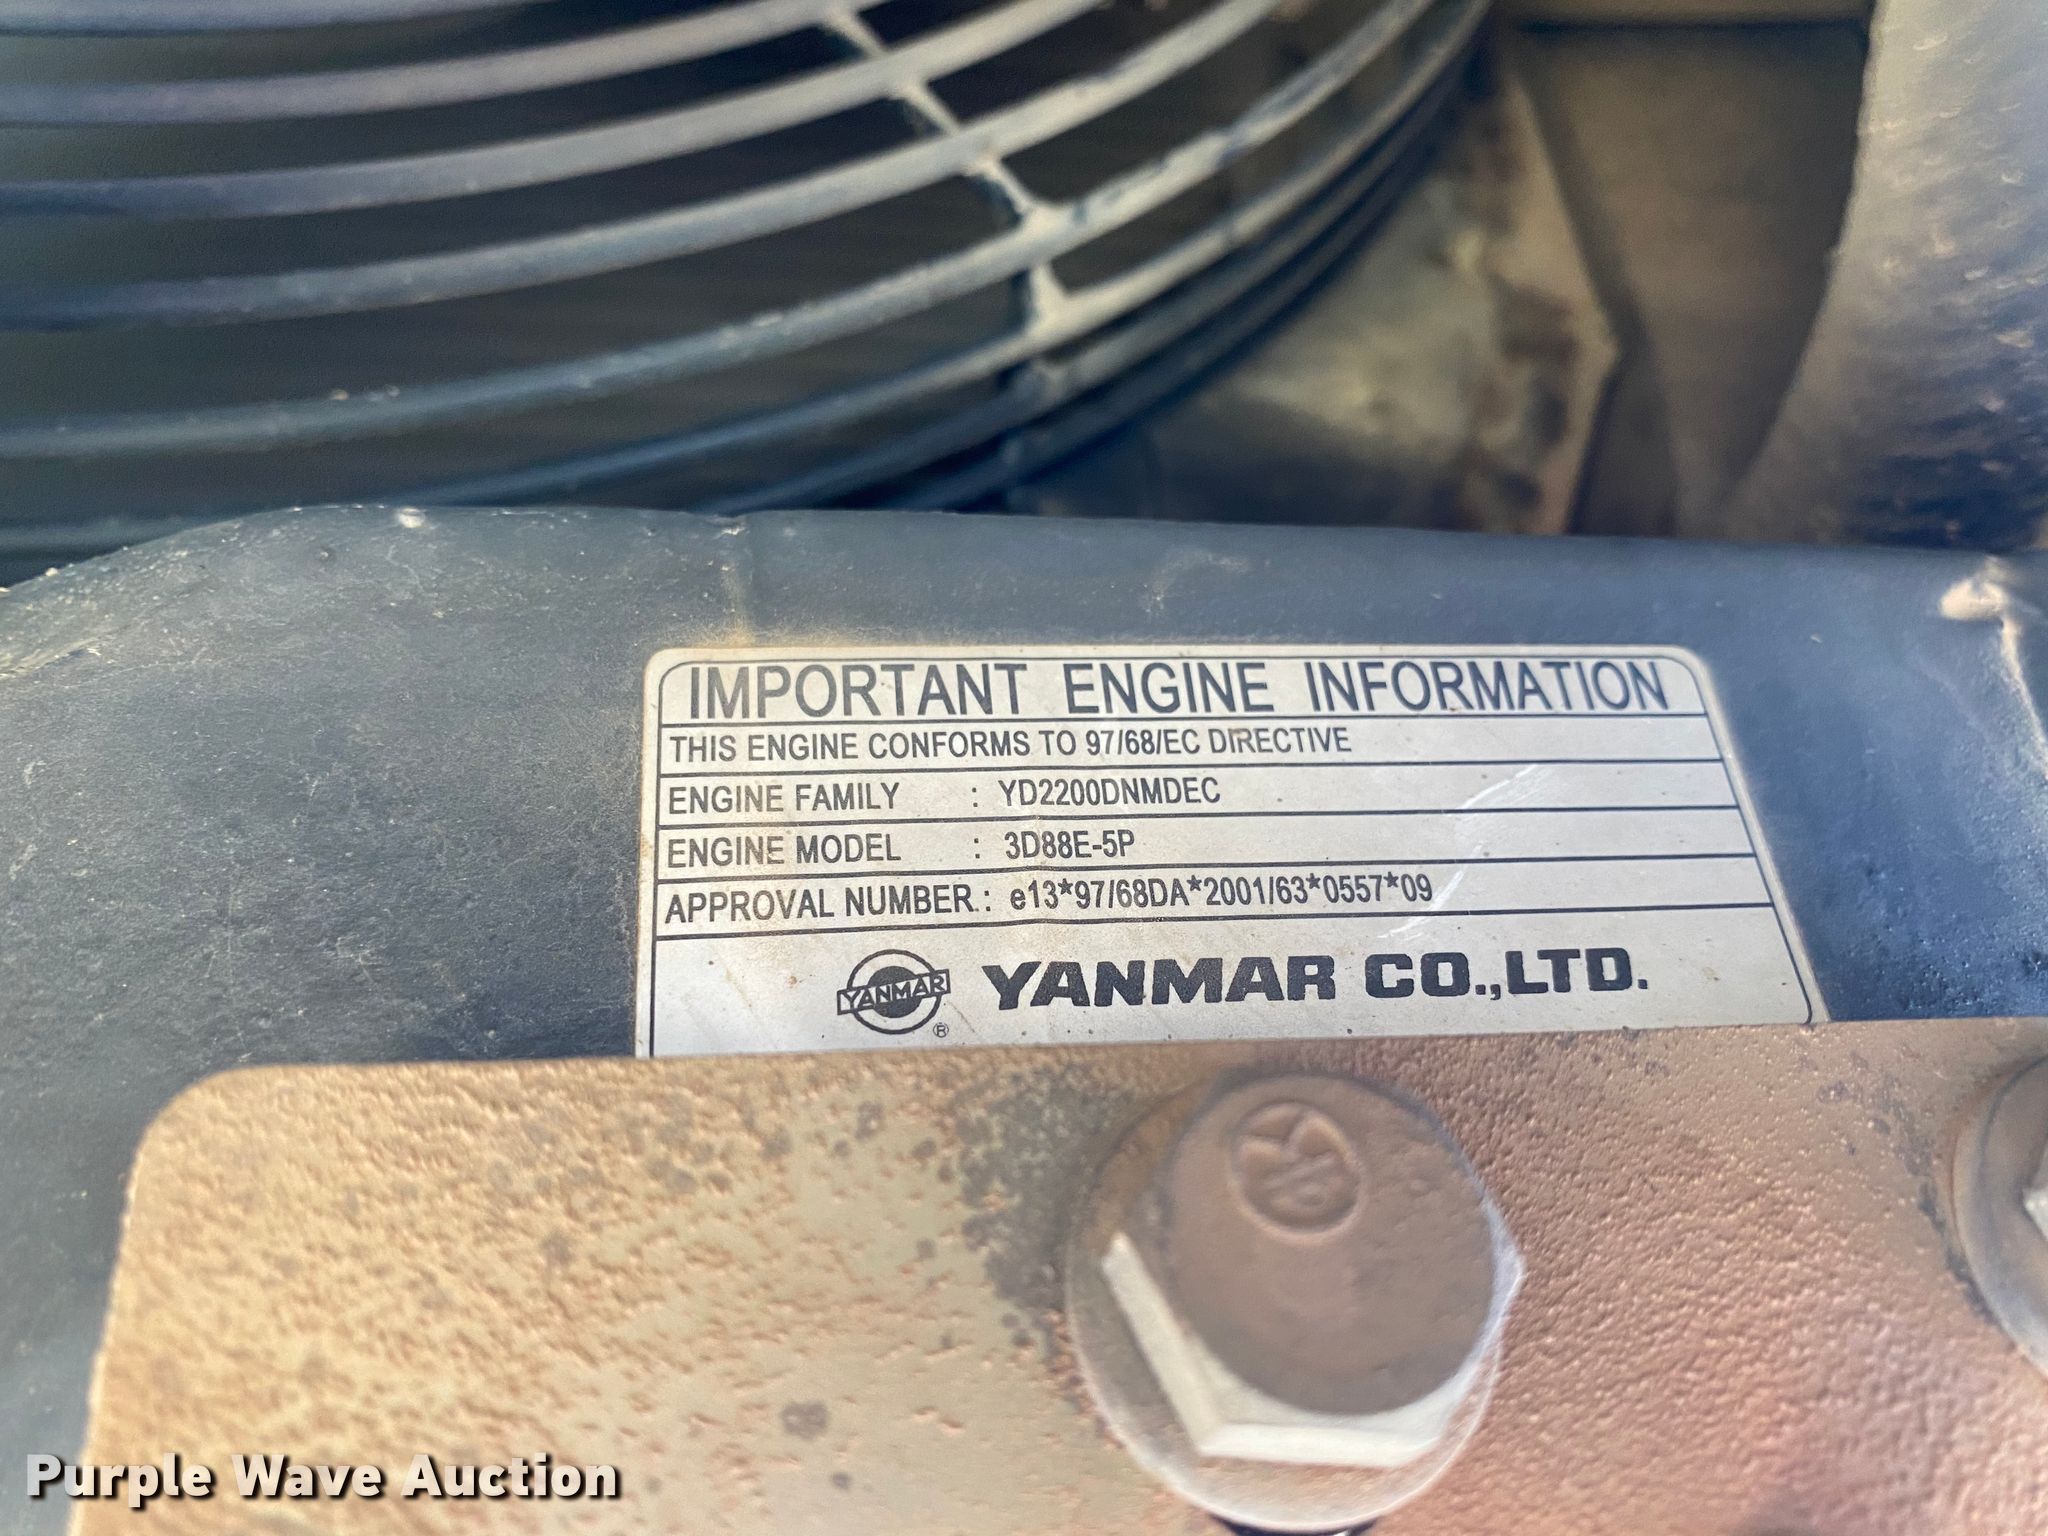 IMPORTANT ENGINE INFORMATION
THIS ENGINE CONFORMS TO 97/68/EC DIRECTIVE
ENGINE FAMILY : YD2200DNMDEC
ENGINE MODEL : 3D88E-5P
APPROVAL NUMBER : e13*97/68DA*2001/63*0557*09
YANMAR ® YANMAR CO.,LTD.
Purple Wave Auction